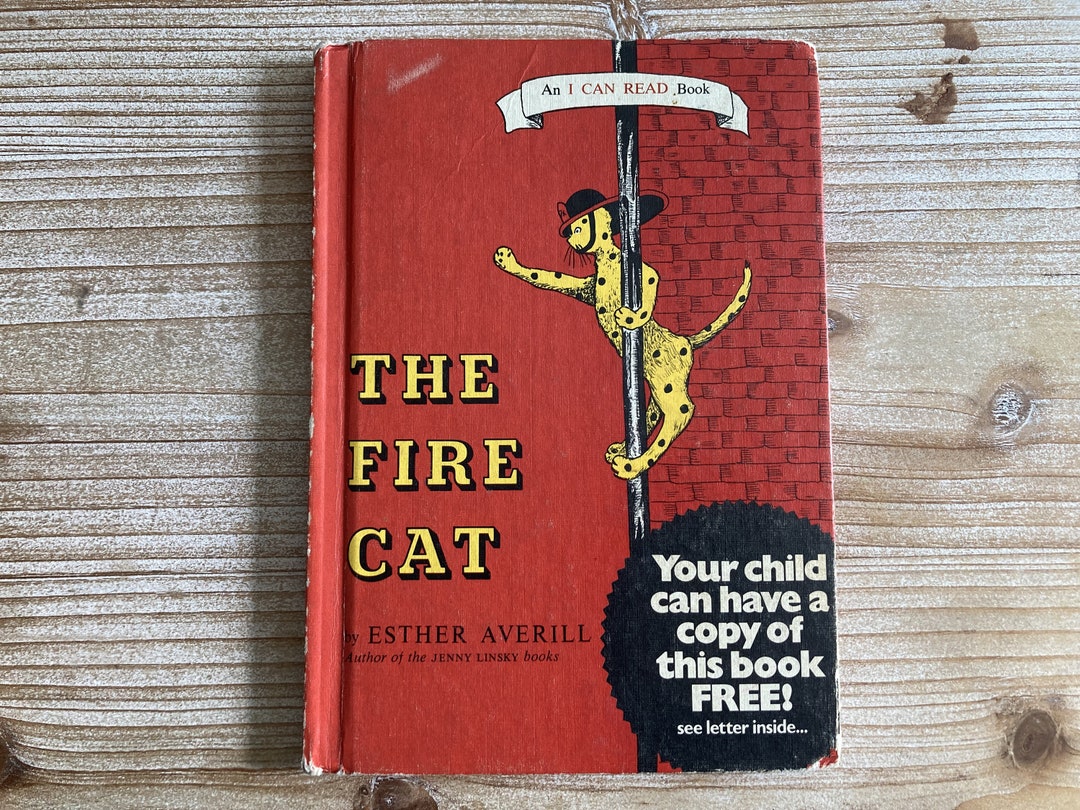 An I CAN READ Book
THE
FIRE
CAT
by ESTHER AVERILL
Author of the JENNY LINSKY books
Your child
can have a
copy of
this book
FREE!
see letter inside...